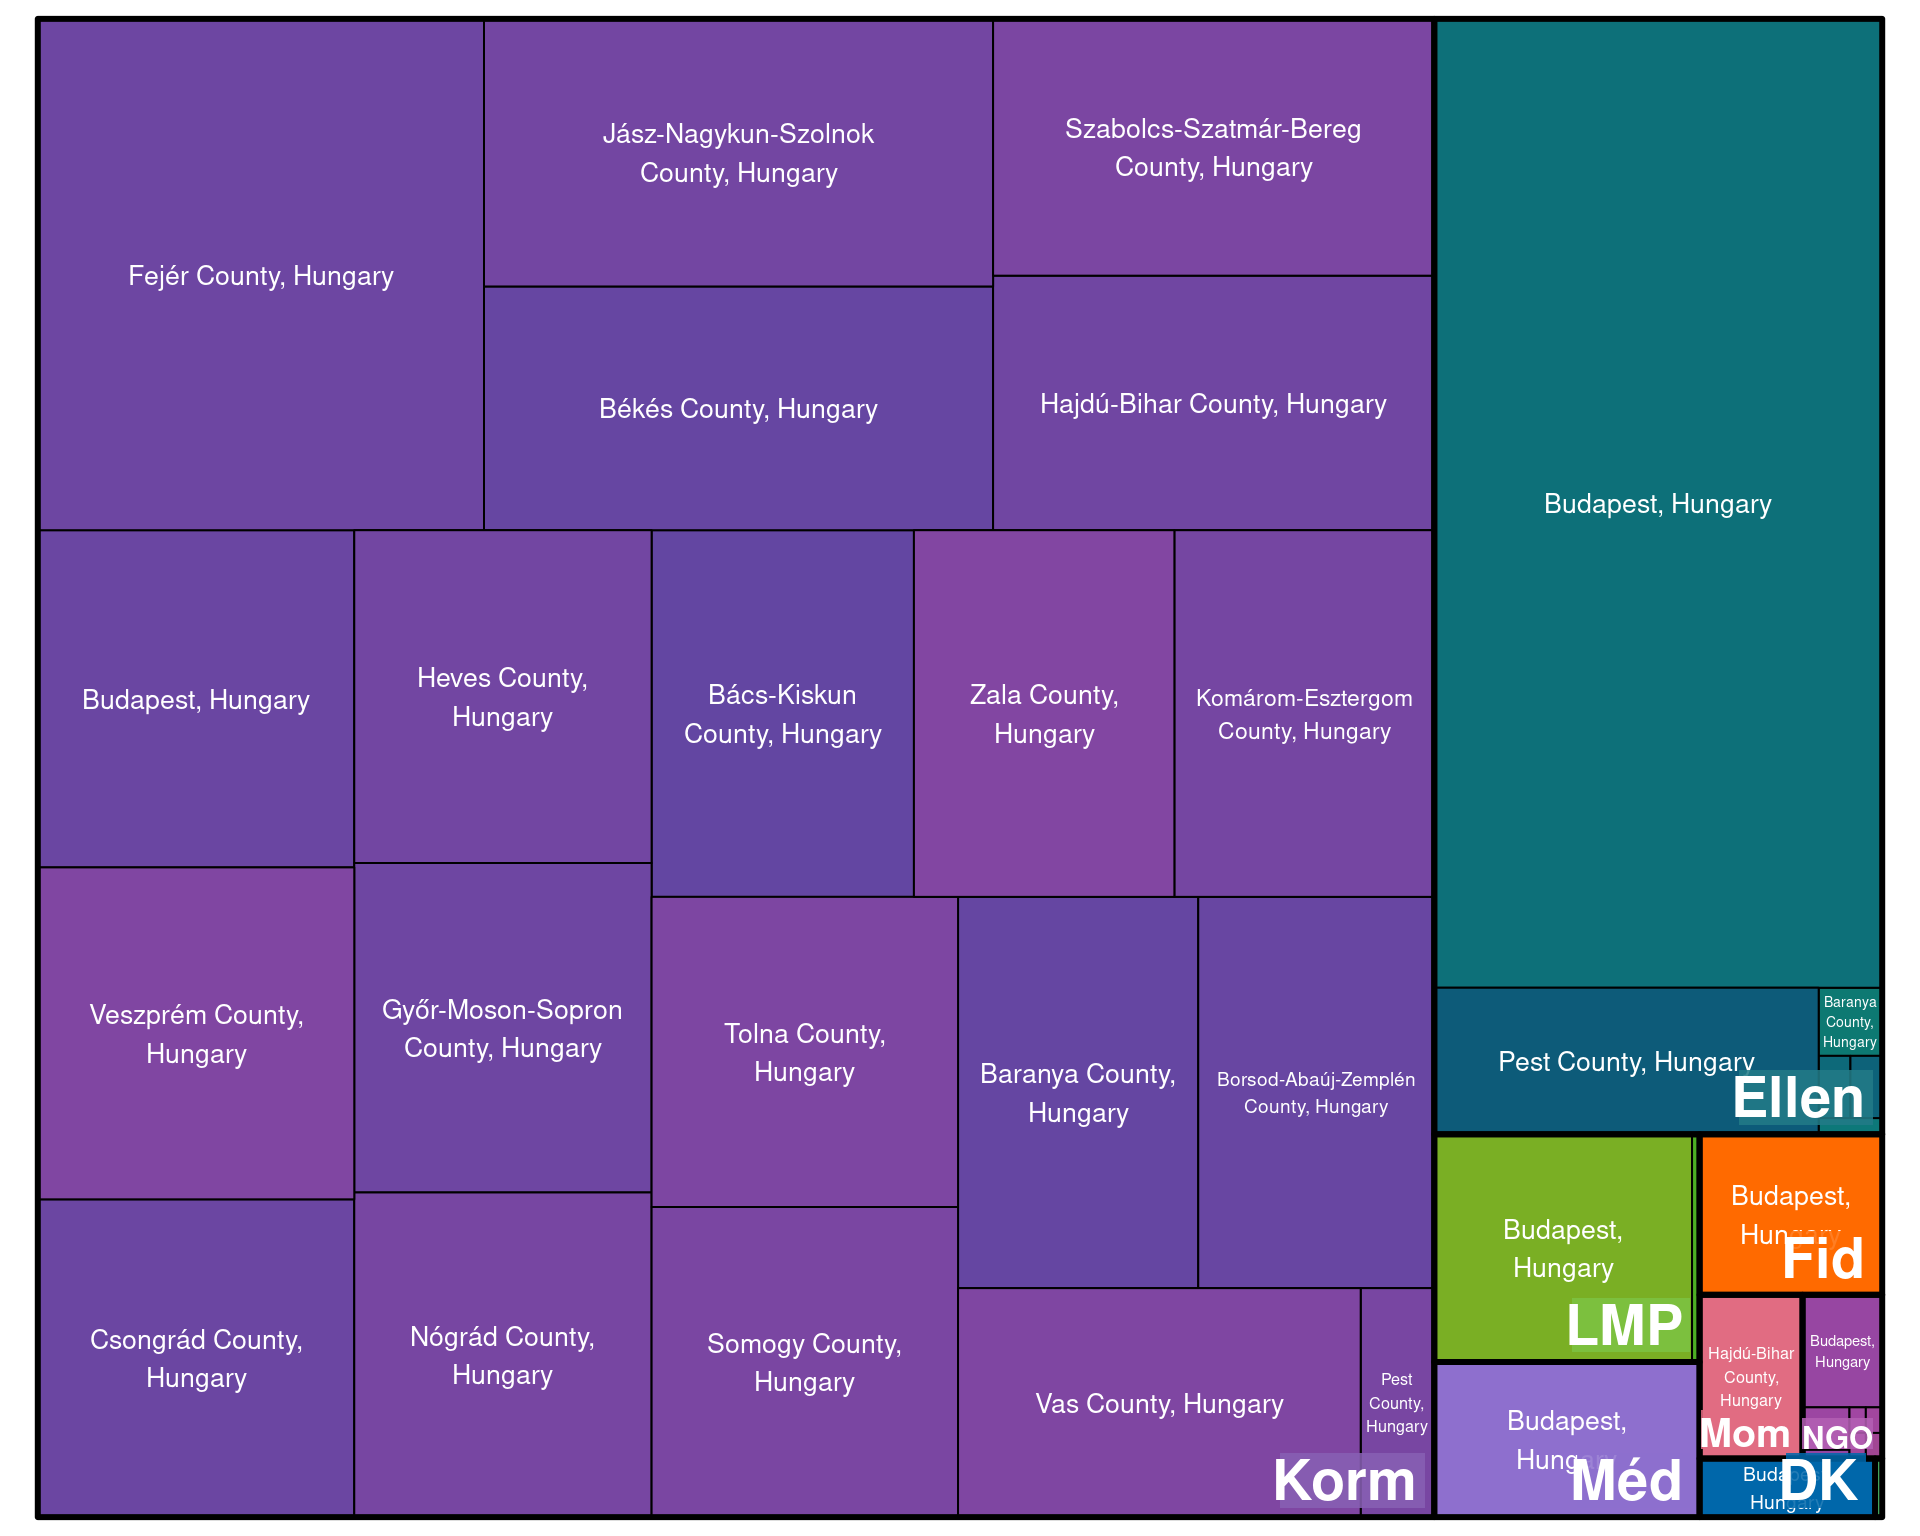 Fejér County, Hungary
Jász-Nagykun-Szolnok
County, Hungary
Szabolcs-Szatmár-Bereg
County, Hungary
Békés County, Hungary
Hajdú-Bihar County, Hungary
Budapest, Hungary
Heves County,
Hungary
Bács-Kiskun
County, Hungary
Zala County,
Hungary
Komárom-Esztergom
County, Hungary
Veszprém County,
Hungary
Győr-Moson-Sopron
County, Hungary
Tolna County,
Hungary
Baranya County,
Hungary
Borsod-Abaúj-Zemplén
County, Hungary
Csongrád County,
Hungary
Nógrád County,
Hungary
Somogy County,
Hungary
Vas County, Hungary
Pest
County,
Hungary
Korm
Budapest, Hungary
Pest County, Hungary
Baranya
County,
Hungary
Ellen
Budapest,
Hungary
LMP
Budapest,
Hungary
Fid
Budapest,
Hungary
Méd
Hajdú-Bihar
County,
Hungary
Mom
Budapest,
Hungary
NGO
Budapest,
Hungary
DK